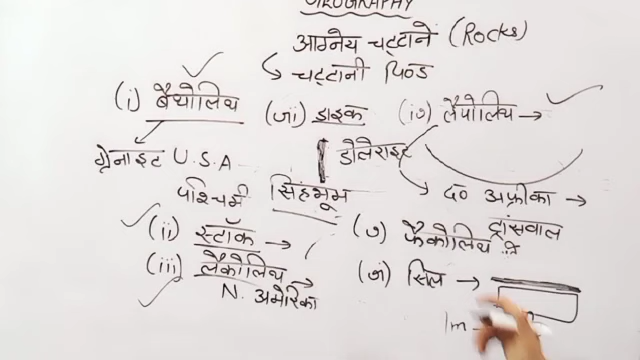 GEOGRAPHY
आग्नेय चट्टाने (Rocks)
↳ चट्टानी पिण्ड
(i) बैथोलिथ
ग्रेनाइट U.S.A
(ii) स्टॉक →
(iii) लैकोलिथ →
N. अमेरिका
(vi) डाइक
डोलेराइट
पश्चिमी सिंहभूम
(iv) लैपोलिथ →
द० अफ्रीका →
ट्रांसवाल
(v) फैकोलिथ
सिल →
1m -